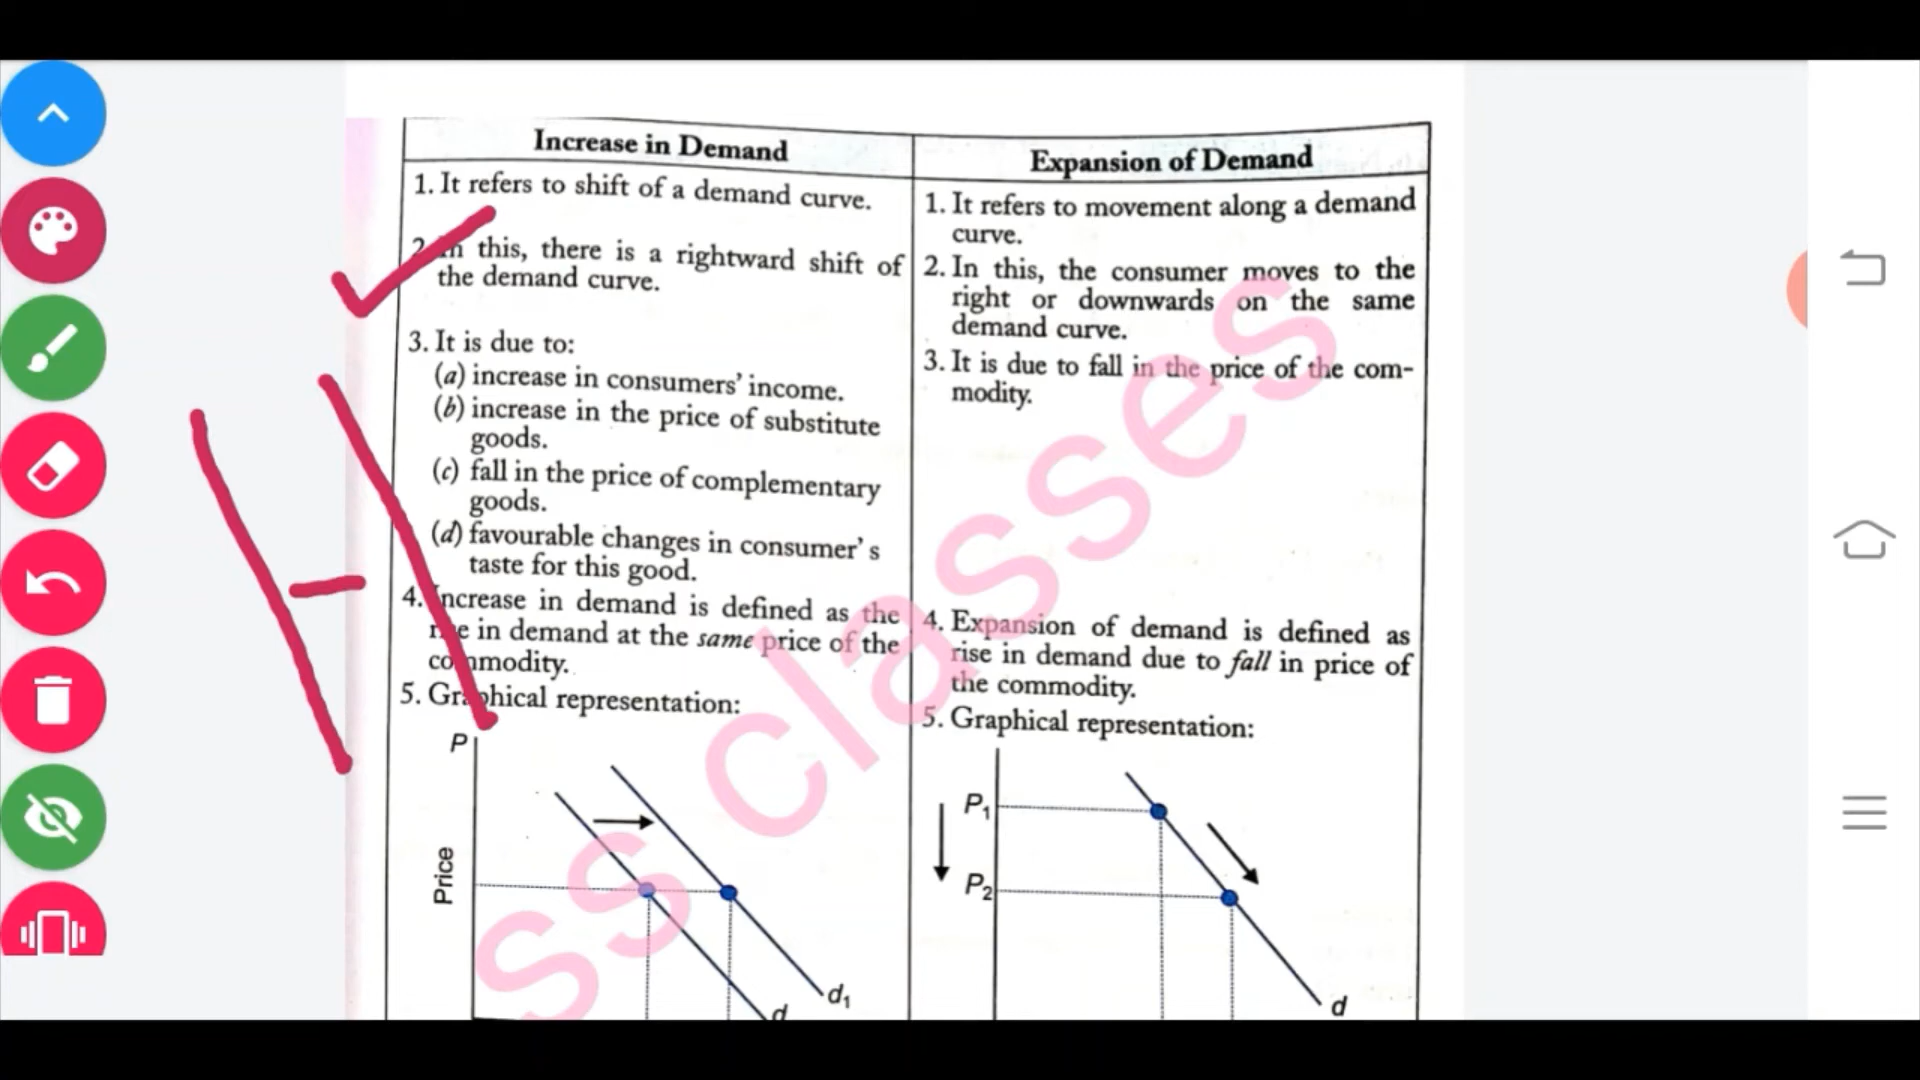 Increase in Demand
1. It refers to shift of a demand curve.
2. In this, there is a rightward shift of
the demand curve.
3. It is due to:
(a) increase in consumers' income.
(b) increase in the price of substitute
goods.
(c) fall in the price of complementary
goods.
(d) favourable changes in consumer's
taste for this good.
4. Increase in demand is defined as the
rise in demand at the same price of the
commodity.
5. Graphical representation:
P
Price
d1
d
Expansion of Demand
1. It refers to movement along a demand
curve.
2. In this, the consumer moves to the
right or downwards on the same
demand curve.
3. It is due to fall in the price of the com-
modity.
4. Expansion of demand is defined as
rise in demand due to fall in price of
the commodity.
5. Graphical representation:
P1
P2
d
ss classes